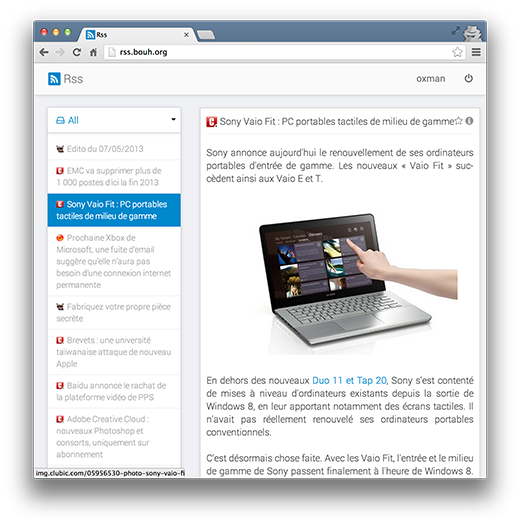 Rss
rss.bouh.org
Rss
oxman
All
Edito du 07/05/2013
EMC va supprimer plus de
1 000 postes d'ici la fin 2013
Sony Vaio Fit : PC portables
tactiles de milieu de gamme
Prochaine Xbox de
Microsoft, une fuite d'email
suggère qu'elle n'aura pas
besoin d'une connexion internet
permanente
Fabriquez votre propre pièce
secrète
Brevets : une université
taïwanaise attaque de nouveau
Apple
Baidu annonce le rachat de
la plateforme vidéo de PPS
Adobe Creative Cloud :
nouveaux Photoshop et
consorts, uniquement sur
abonnement
img.clubic.com/05956530-photo-sony-vaio-fi
Sony Vaio Fit : PC portables tactiles de milieu de gamme
Sony annonce aujourd'hui le renouvellement de ses ordinateurs
portables d'entrée de gamme. Les nouveaux « Vaio Fit » suc-
cèdent ainsi aux Vaio E et T.
En dehors des nouveaux Duo 11 et Tap 20, Sony s'est contenté
de mises à niveau d'ordinateurs existants depuis la sortie de
Windows 8, en leur apportant notamment des écrans tactiles. Il
n'avait pas réellement renouvelé ses ordinateurs portables
conventionnels.
C'est désormais chose faite. Avec les Vaio Fit, l'entrée et le milieu
de gamme de Sony passent finalement à l'heure de Windows 8.